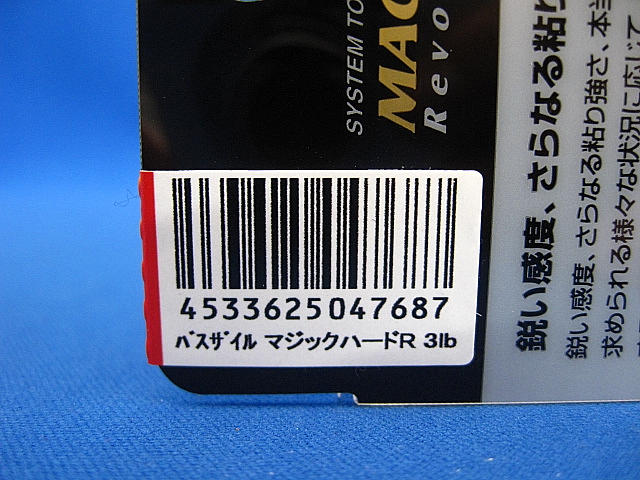 SYSTEM TO
MAG
Revo
鋭い感度、さらなる粘り
鋭い感度、さらなる粘り強さ、本当
求められる様々な状況に応じて
4533625047687
ﾊﾞｽｻﾞｲﾙ マジックハードR 3lb